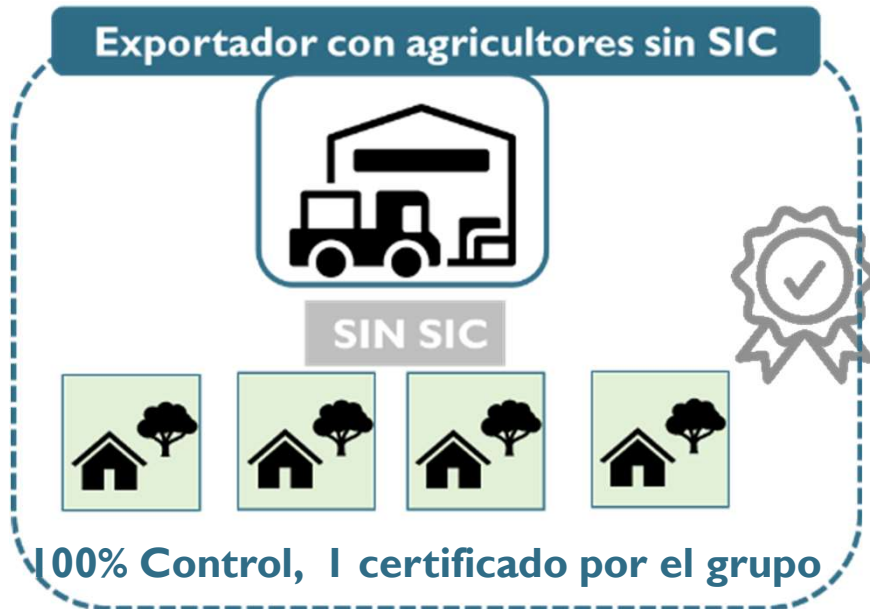 Exportador con agricultores sin SIC
SIN SIC
100% Control, 1 certificado por el grupo